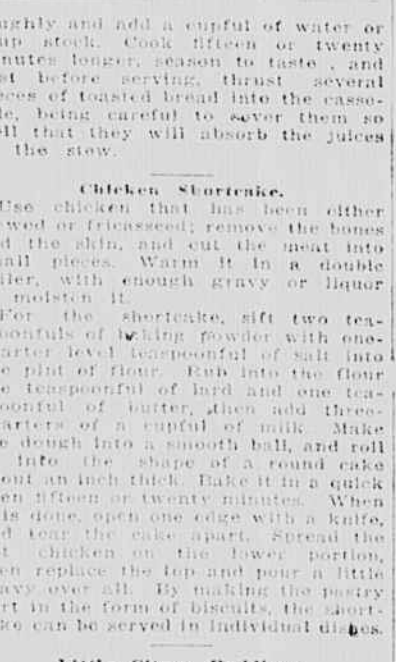 ughly and add a cupful of water or
up stock. Cook fifteen or twenty
nutes longer, season to taste , and
st before serving, thrust several
eces of toasted bread into the casse-
le, being careful to sover them so
ll that they will absorb the juices
the stew.
Chicken Shortcake.
Use chicken that has been either
ewed or fricasseed; remove the bones
d the skin, and cut the meat into
all pieces. Warm it in a double
iler, with enough gravy or liquor
moisten it.
For the shortcake, sift two tea-
oonfuls of baking powder with one-
arter level teaspoonful of salt into
e pint of flour. Rub into the flour
e teaspoonful of lard and one tea-
oonful of butter, then add three-
arters of a cupful of milk Make
e dough into a smooth ball, and roll
into the shape of a round cake
out an inch thick. Bake it in a quick
en fifteen or twenty minutes. When
is done, open one edge with a knife,
d tear the cake apart. Spread the
t chicken on the lower portion,
en replace the top and pour a little
avy over all. By making the pastry
rt in the form of biscuits, the short-
ke can be served in individual dishes.